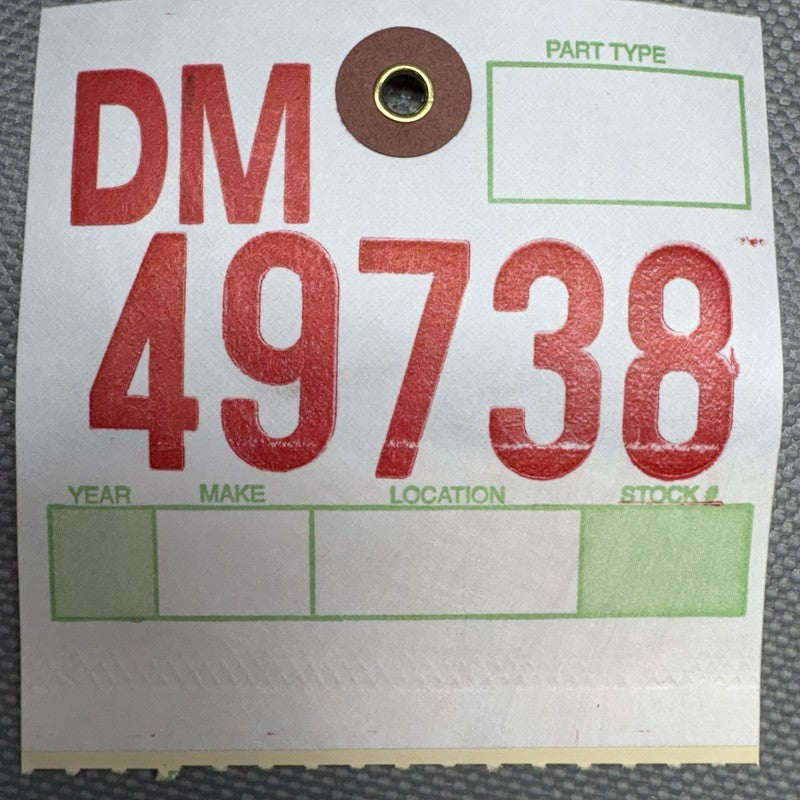 PART TYPE
DM
49738
YEAR MAKE LOCATION STOCK #